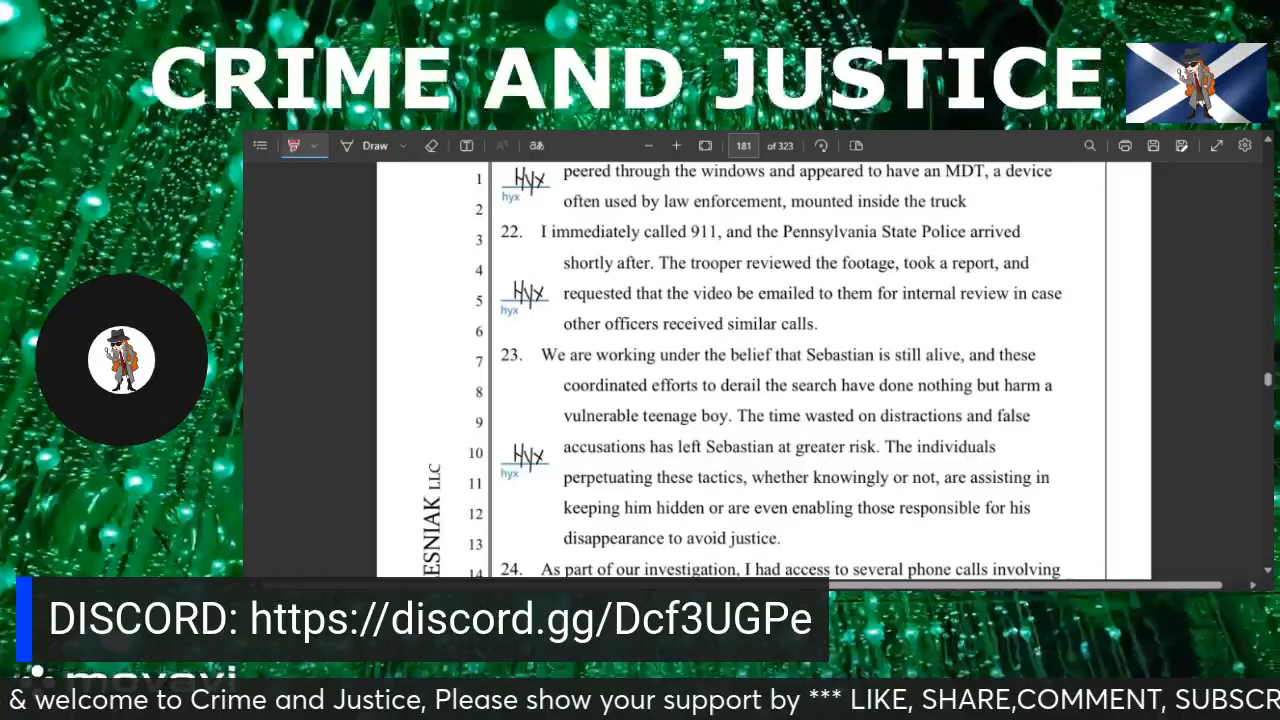 CRIME AND JUSTICE
Draw
181 of 323
1 peered through the windows and appeared to have an MDT, a device
hyx
2 often used by law enforcement, mounted inside the truck
3 22. I immediately called 911, and the Pennsylvania State Police arrived
4 shortly after. The trooper reviewed the footage, took a report, and
5 Hyx requested that the video be emailed to them for internal review in case
hyx
6 other officers received similar calls.
7 23. We are working under the belief that Sebastian is still alive, and these
8 coordinated efforts to derail the search have done nothing but harm a
9 vulnerable teenage boy. The time wasted on distractions and false
10 Hyx accusations has left Sebastian at greater risk. The individuals
hyx
11 perpetuating these tactics, whether knowingly or not, are assisting in
12 keeping him hidden or are even enabling those responsible for his
13 disappearance to avoid justice.
14 24. As part of our investigation, I had access to several phone calls involving
ESNIAK LLC
DISCORD: https://discord.gg/Dcf3UGPe
movavi
& welcome to Crime and Justice, Please show your support by *** LIKE, SHARE,COMMENT, SUBSCR